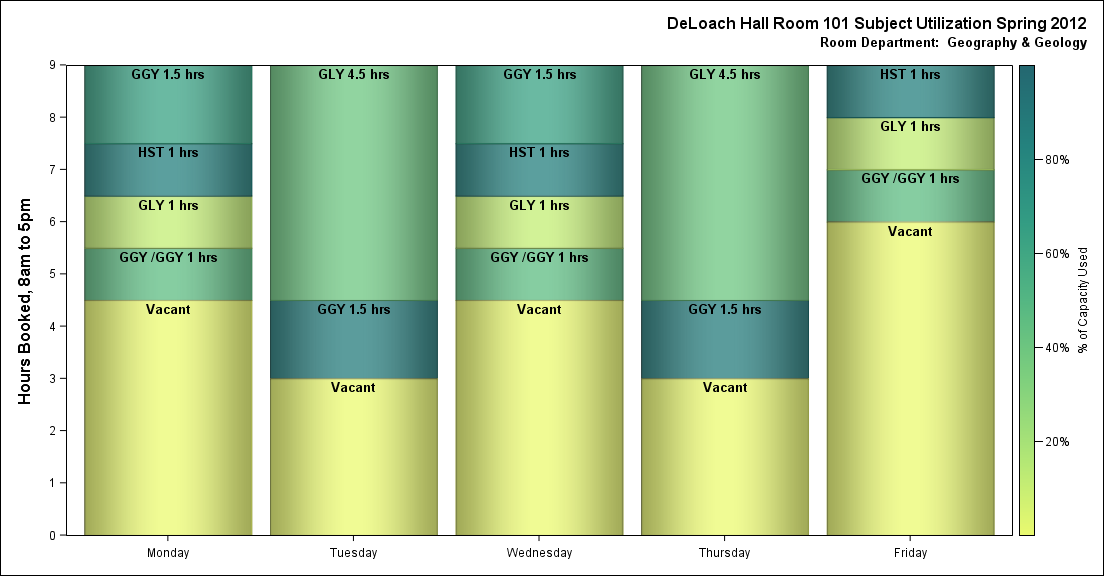 DeLoach Hall Room 101 Subject Utilization Spring 2012
Room Department:  Geography & Geology
Hours Booked, 8am to 5pm
9
8
7
6
5
4
3
2
1
0
GGY 1.5 hrs
HST 1 hrs
GLY 1 hrs
GGY /GGY 1 hrs
Vacant
Monday
GLY 4.5 hrs
GGY 1.5 hrs
Vacant
Tuesday
GGY 1.5 hrs
HST 1 hrs
GLY 1 hrs
GGY /GGY 1 hrs
Vacant
Wednesday
GLY 4.5 hrs
GGY 1.5 hrs
Vacant
Thursday
HST 1 hrs
GLY 1 hrs
GGY /GGY 1 hrs
Vacant
Friday
80%
60%
40%
20%
% of Capacity Used